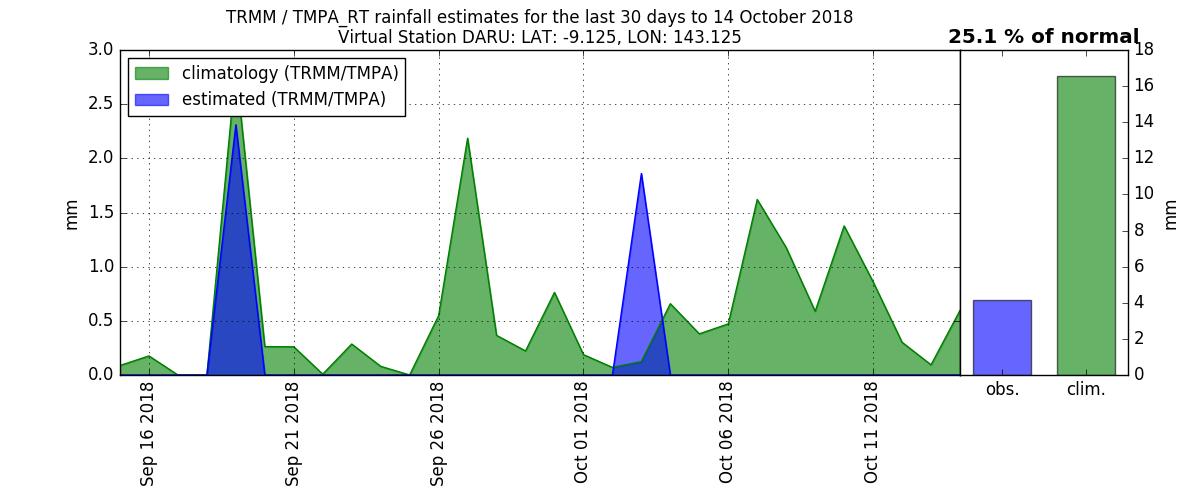 TRMM / TMPA_RT rainfall estimates for the last 30 days to 14 October 2018
Virtual Station DARU: LAT: -9.125, LON: 143.125
25.1 % of normal
climatology (TRMM/TMPA)
estimated (TRMM/TMPA)
3.0
2.5
2.0
1.5
1.0
0.5
0.0
mm
Sep 16 2018
Sep 21 2018
Sep 26 2018
Oct 01 2018
Oct 06 2018
Oct 11 2018
18
16
14
12
10
8
6
4
2
0
mm
obs.
clim.